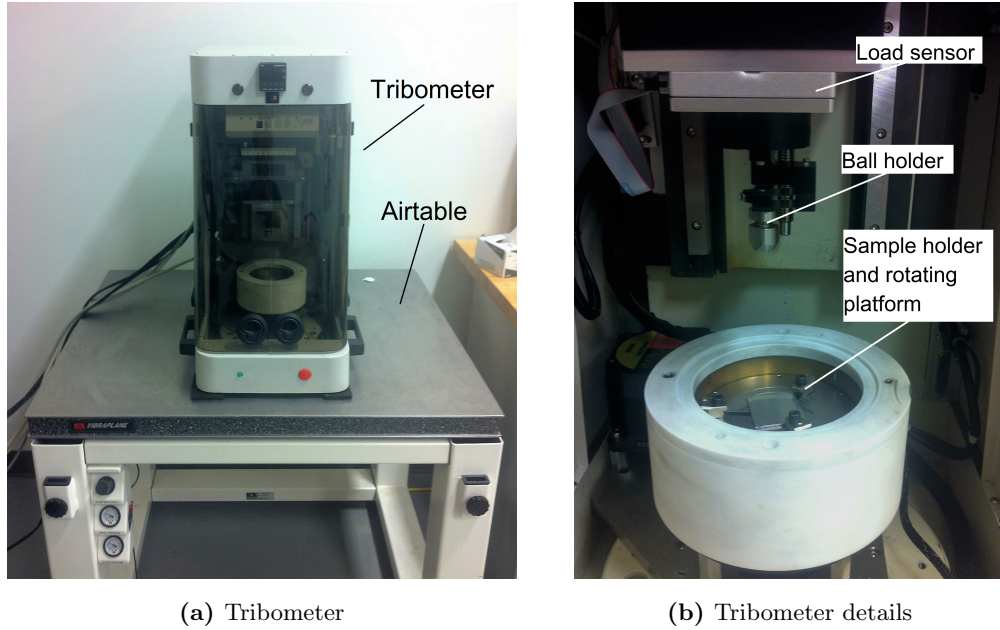 Tribometer
Airtable
VIBRAPLANE
Load sensor
Ball holder
Sample holder
and rotating
platform
(a) Tribometer
(b) Tribometer details